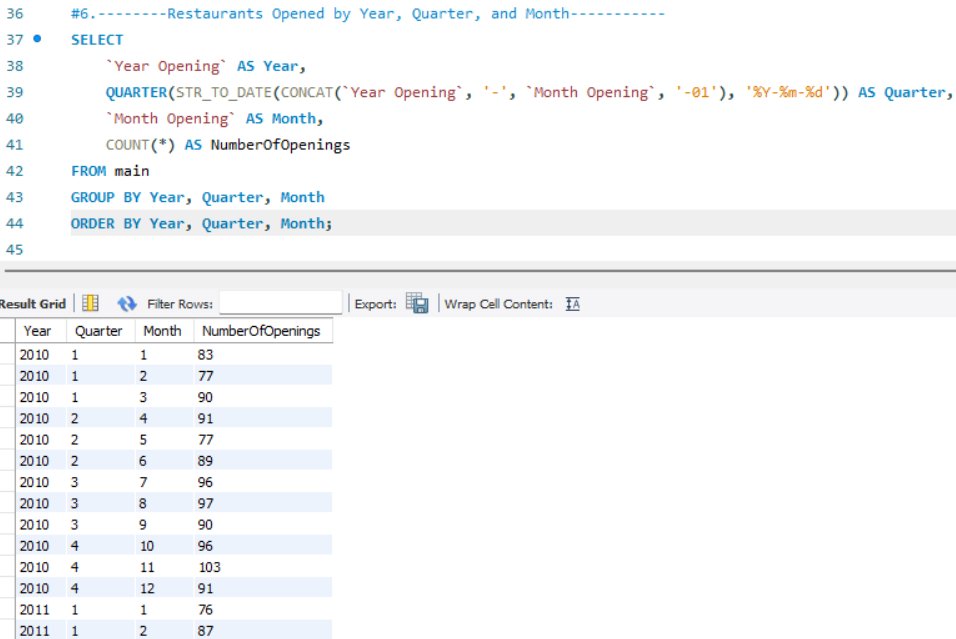 36 #6.--------Restaurants Opened by Year, Quarter, and Month-----------
37 SELECT
38 `Year Opening` AS Year,
39 QUARTER(STR_TO_DATE(CONCAT(`Year Opening`, '-', `Month Opening`, '-01'), '%Y-%m-%d')) AS Quarter,
40 `Month Opening` AS Month,
41 COUNT(*) AS NumberOfOpenings
42 FROM main
43 GROUP BY Year, Quarter, Month
44 ORDER BY Year, Quarter, Month;
45
Result Grid Filter Rows: Export: Wrap Cell Content: IA
Year Quarter Month NumberOfOpenings
2010 1 1 83
2010 1 2 77
2010 1 3 90
2010 2 4 91
2010 2 5 77
2010 2 6 89
2010 3 7 96
2010 3 8 97
2010 3 9 90
2010 4 10 96
2010 4 11 103
2010 4 12 91
2011 1 1 76
2011 1 2 87